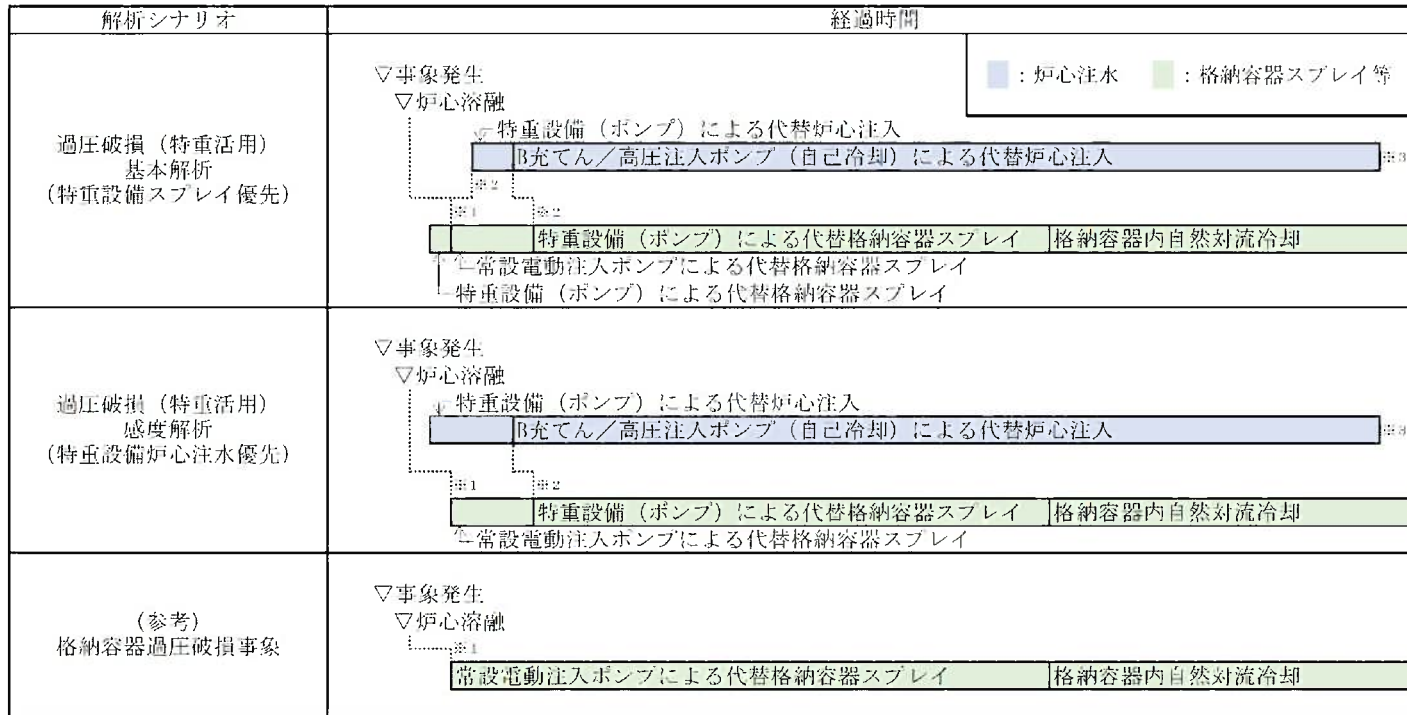 解析シナリオ
経過時間
：炉心注水　：格納容器スプレイ等
過圧破損（特重活用）
基本解析
（特重設備スプレイ優先）
▽事象発生
▽炉心溶融
特重設備（ポンプ）による代替炉心注入
B充てん／高圧注入ポンプ（自己冷却）による代替炉心注入
※3
※2
※1
※2
特重設備（ポンプ）による代替格納容器スプレイ
格納容器内自然対流冷却
常設電動注入ポンプによる代替格納容器スプレイ
特重設備（ポンプ）による代替格納容器スプレイ
過圧破損（特重活用）
感度解析
（特重設備炉心注水優先）
▽事象発生
▽炉心溶融
特重設備（ポンプ）による代替炉心注入
B充てん／高圧注入ポンプ（自己冷却）による代替炉心注入
※3
※1
※2
特重設備（ポンプ）による代替格納容器スプレイ
格納容器内自然対流冷却
常設電動注入ポンプによる代替格納容器スプレイ
（参考）
格納容器過圧破損事象
▽事象発生
▽炉心溶融
※1
常設電動注入ポンプによる代替格納容器スプレイ
格納容器内自然対流冷却